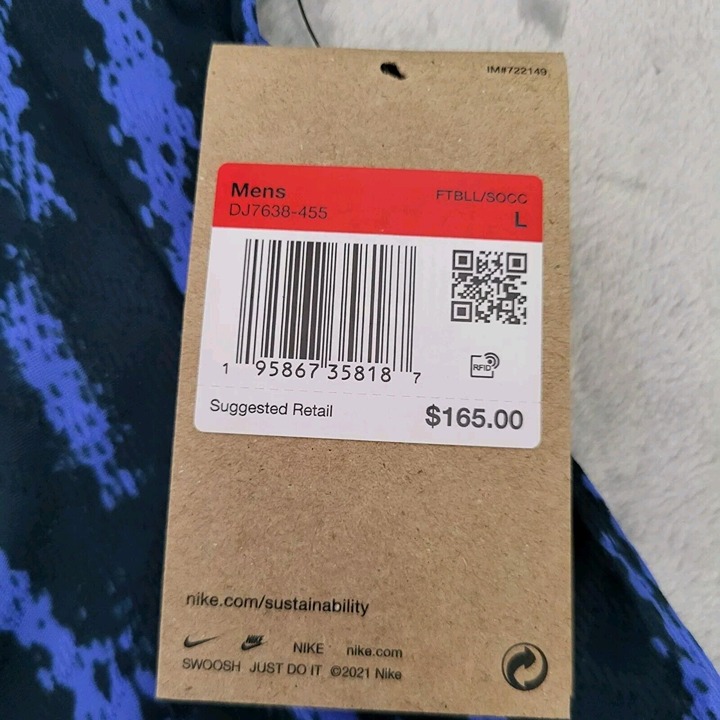 IM#722149
Mens
FTBLL/SOCC
DJ7638-455
L
1 95867 35818 7
RFID
Suggested Retail
$165.00
nike.com/sustainability
NIKE
NIKE nike.com
SWOOSH JUST DO IT ©2021 Nike